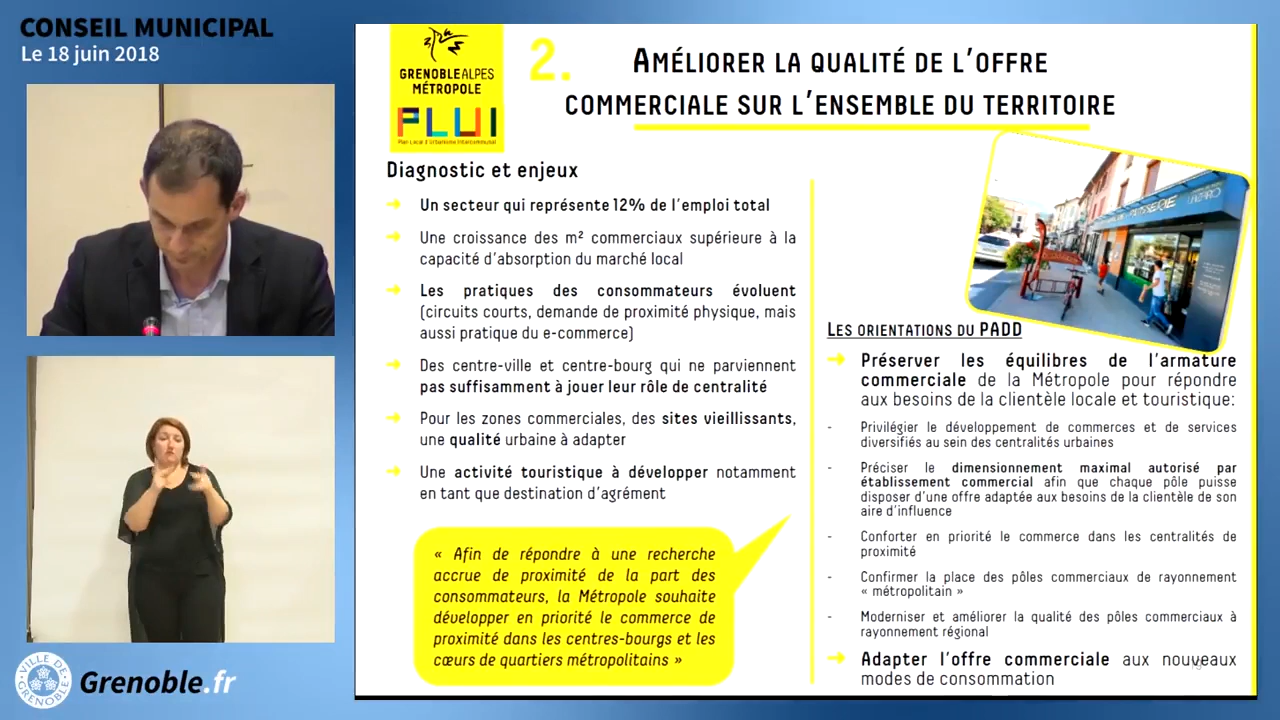 CONSEIL MUNICIPAL
Le 18 juin 2018
GRENOBLEALPES
MÉTROPOLE
PLUI
Plan Local d'Urbanisme Intercommunal
2.
AMÉLIORER LA QUALITÉ DE L'OFFRE
COMMERCIALE SUR L'ENSEMBLE DU TERRITOIRE
Diagnostic et enjeux
➔ Un secteur qui représente 12% de l'emploi total
➔ Une croissance des m² commerciaux supérieure à la
capacité d'absorption du marché local
➔ Les pratiques des consommateurs évoluent
(circuits courts, demande de proximité physique, mais
aussi pratique du e-commerce)
➔ Des centre-ville et centre-bourg qui ne parviennent
pas suffisamment à jouer leur rôle de centralité
➔ Pour les zones commerciales, des sites vieillissants,
une qualité urbaine à adapter
➔ Une activité touristique à développer notamment
en tant que destination d'agrément
« Afin de répondre à une recherche
accrue de proximité de la part des
consommateurs, la Métropole souhaite
développer en priorité le commerce de
proximité dans les centres-bourgs et les
cœurs de quartiers métropolitains »
LES ORIENTATIONS DU PADD
➔ Préserver les équilibres de l'armature
commerciale de la Métropole pour répondre
aux besoins de la clientèle locale et touristique:
- Privilégier le développement de commerces et de services
diversifiés au sein des centralités urbaines
- Préciser le dimensionnement maximal autorisé par
établissement commercial afin que chaque pôle puisse
disposer d'une offre adaptée aux besoins de la clientèle de son
aire d'influence
- Conforter en priorité le commerce dans les centralités de
proximité
- Confirmer la place des pôles commerciaux de rayonnement
« métropolitain »
- Moderniser et améliorer la qualité des pôles commerciaux à
rayonnement régional
➔ Adapter l'offre commerciale aux nouveaux
modes de consommation
VILLE DE
GRENOBLE
Grenoble.fr